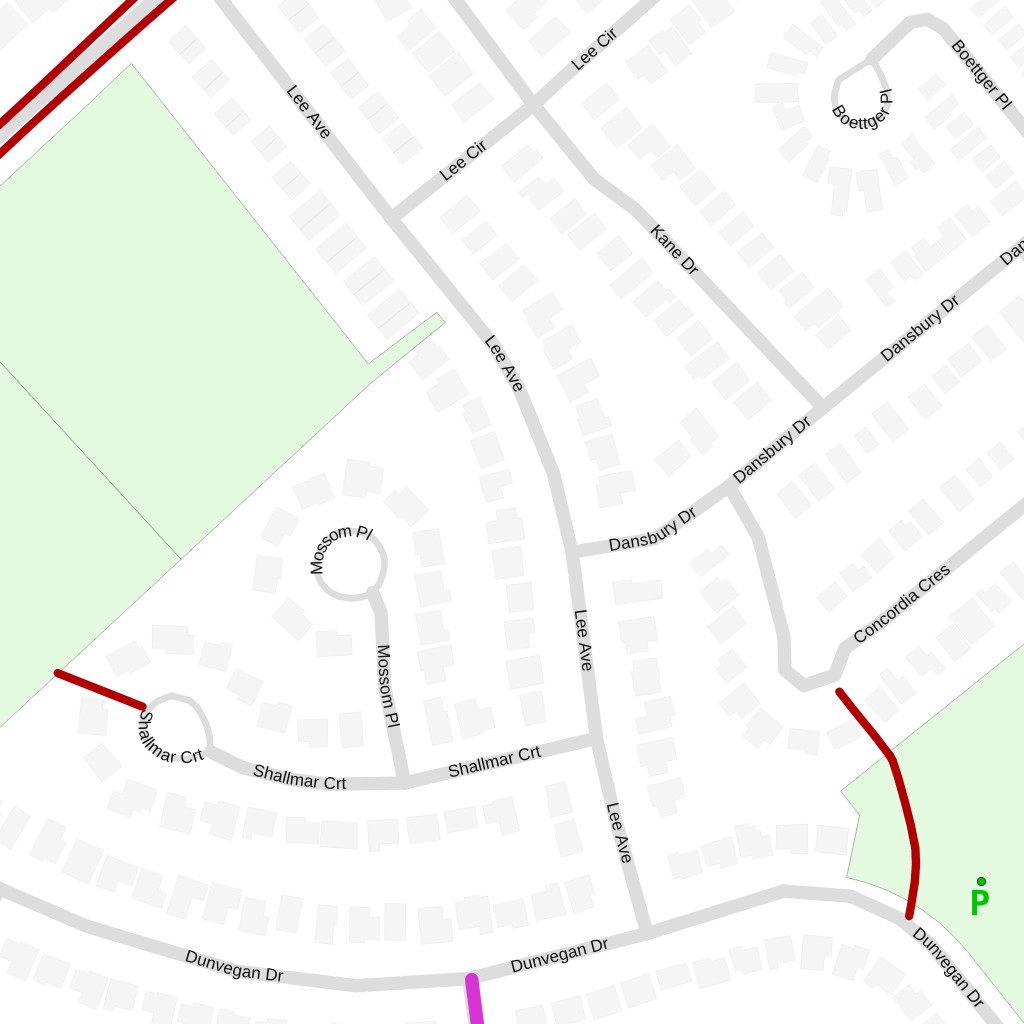 Lee Cir
Boettger Pl
Lee Ave
Boettger Pl
Lee Cir
Kane Dr
Dan
Dansbury Dr
Lee Ave
Dansbury Dr
Dansbury Dr
Mossom Pl
Concordia Cres
Lee Ave
Mossom Pl
Shallmar Crt
Shallmar Crt
Shallmar Crt
Lee Ave
P
Dunvegan Dr
Dunvegan Dr
Dunvegan Dr